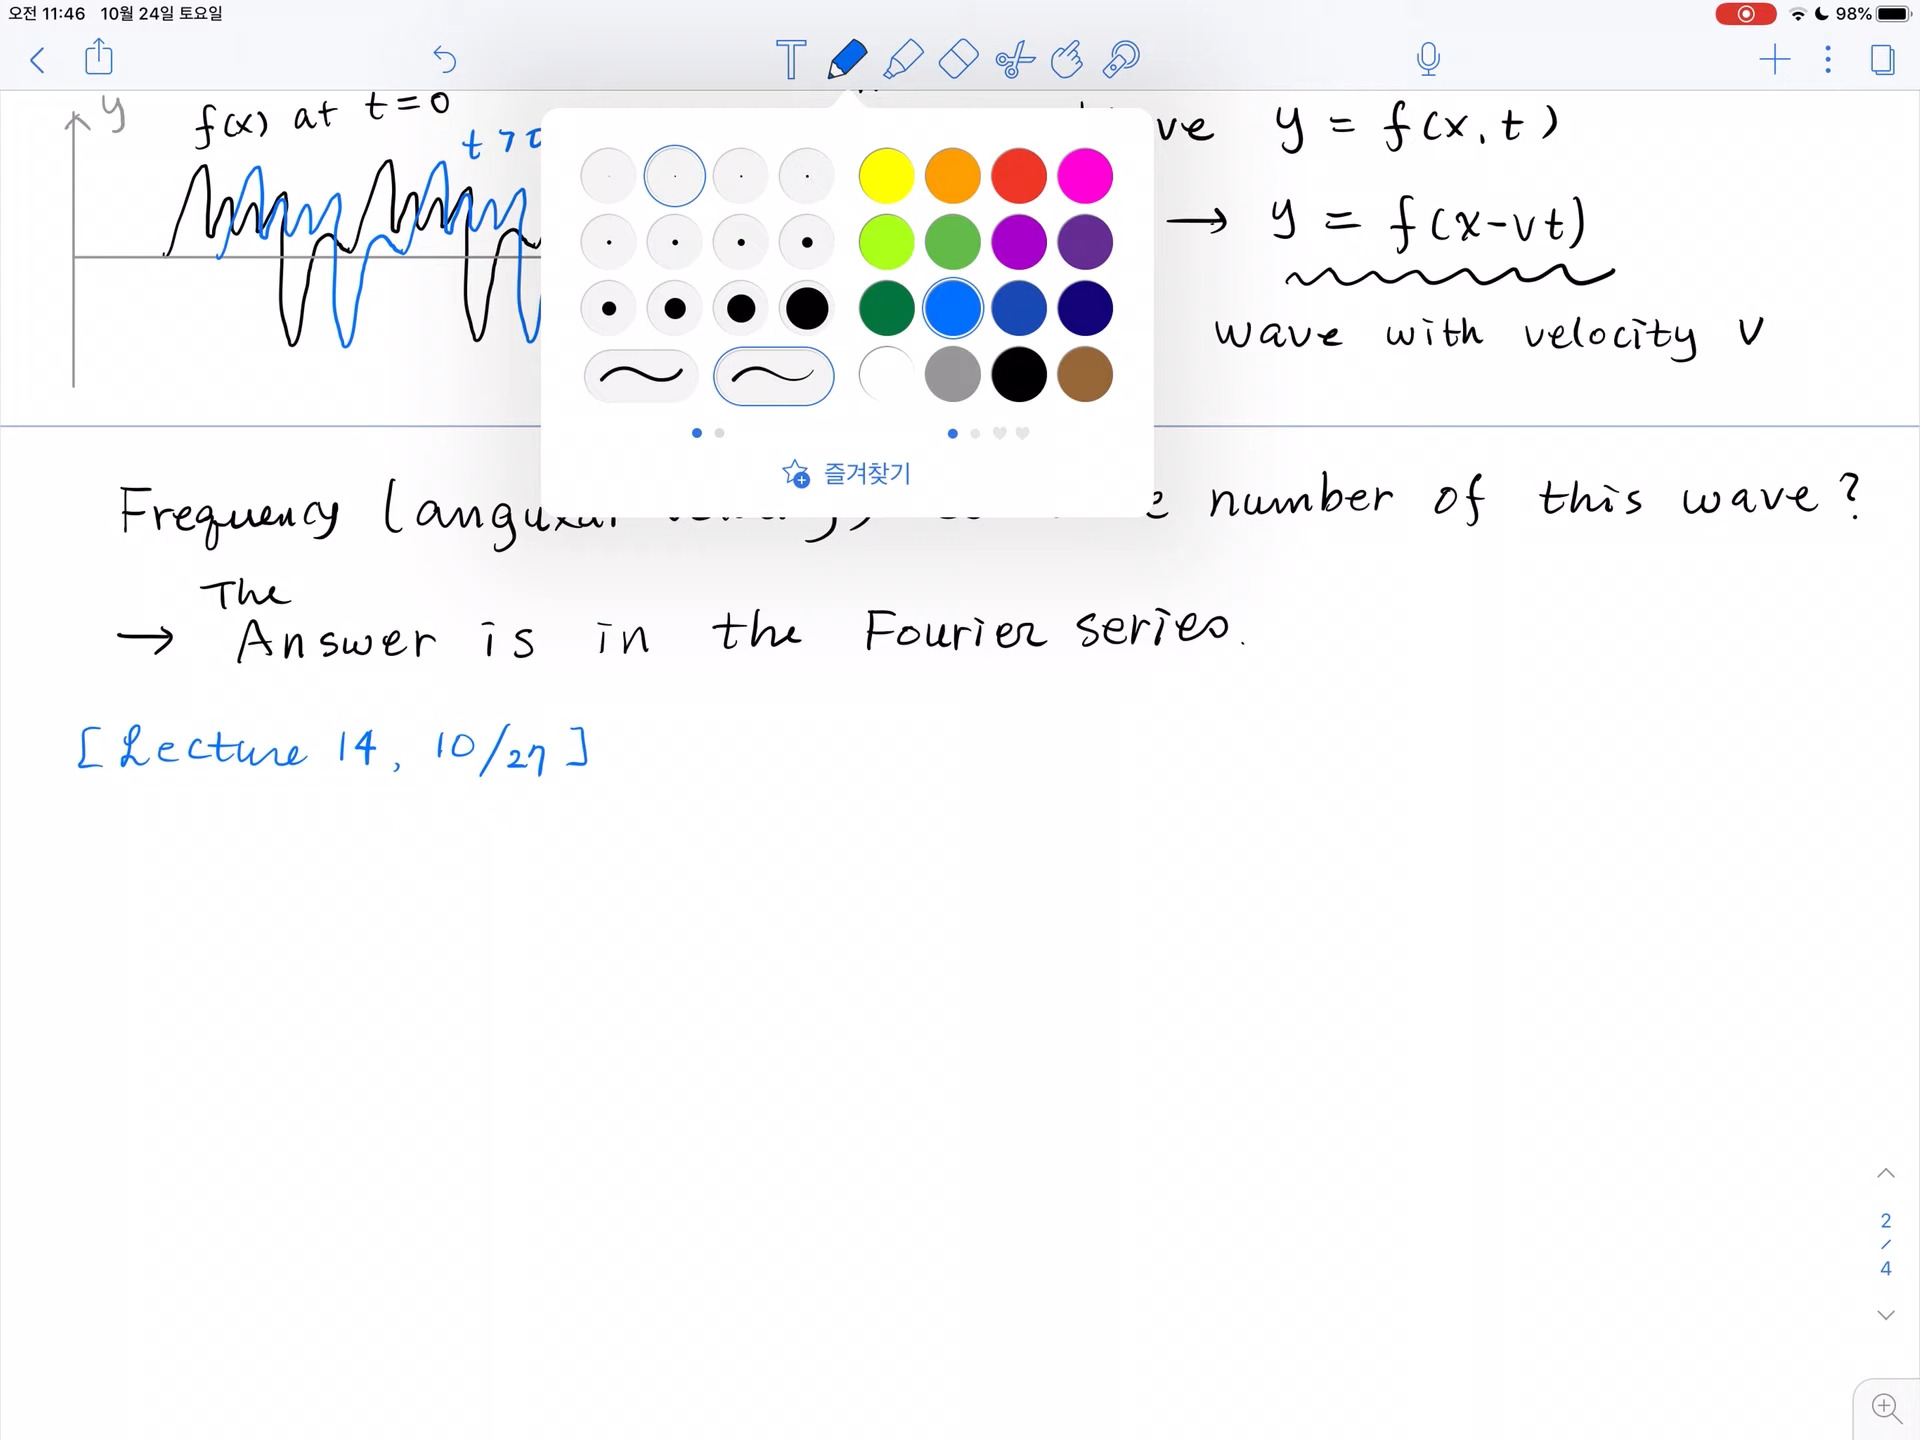 오전 11:46 10월 24일 토요일
98%
y
f(x) at t=0
t>
ve y = f(x,t)
→ y = f(x-vt)
wave with velocity v
즐겨찾기
Frequency (angular number of this wave?
The
→ Answer is in the Fourier series.
[Lecture 14, 10/27]
2
/
4